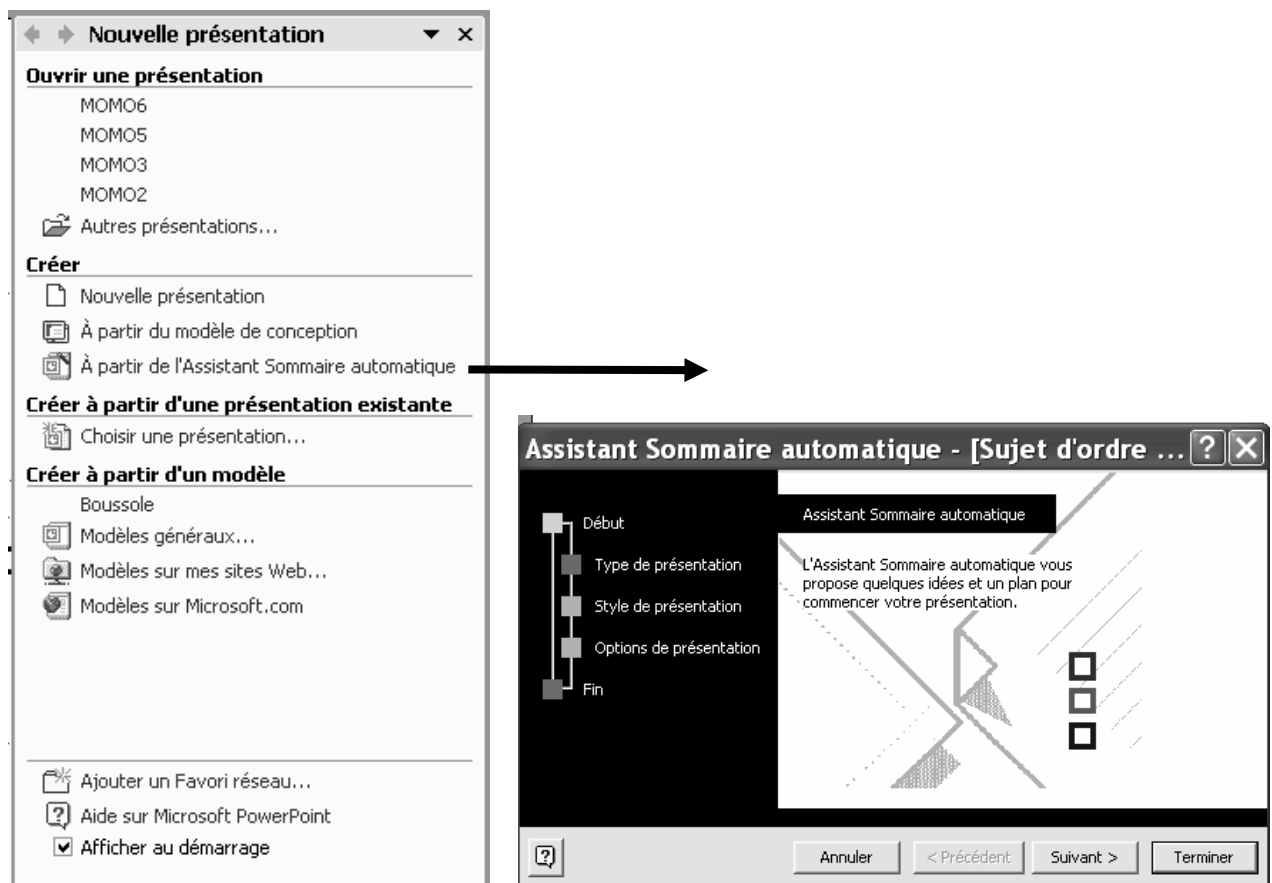 Nouvelle présentation
Ouvrir une présentation
MOMO6
MOMO5
MOMO3
MOMO2
Autres présentations...
Créer
Nouvelle présentation
À partir du modèle de conception
À partir de l'Assistant Sommaire automatique
Créer à partir d'une présentation existante
Choisir une présentation...
Créer à partir d'un modèle
Boussole
Modèles généraux...
Modèles sur mes sites Web...
Modèles sur Microsoft.com
Ajouter un Favori réseau...
Aide sur Microsoft PowerPoint
Afficher au démarrage
Assistant Sommaire automatique - [Sujet d'ordre ...
Début
Type de présentation
Style de présentation
Options de présentation
Fin
Assistant Sommaire automatique
L'Assistant Sommaire automatique vous
propose quelques idées et un plan pour
commencer votre présentation.
Annuler
< Précédent
Suivant >
Terminer